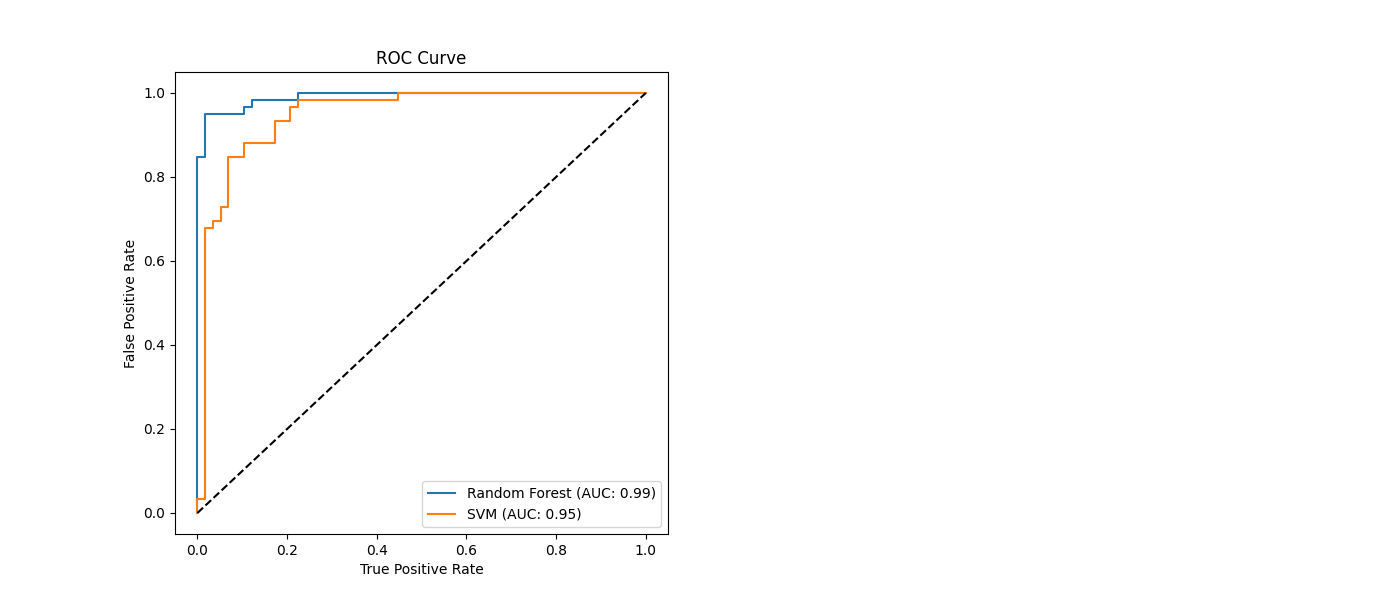 ROC Curve
1.0
0.8
0.6
0.4
0.2
0.0
False Positive Rate
Random Forest (AUC: 0.99)
SVM (AUC: 0.95)
0.0 0.2 0.4 0.6 0.8 1.0
True Positive Rate